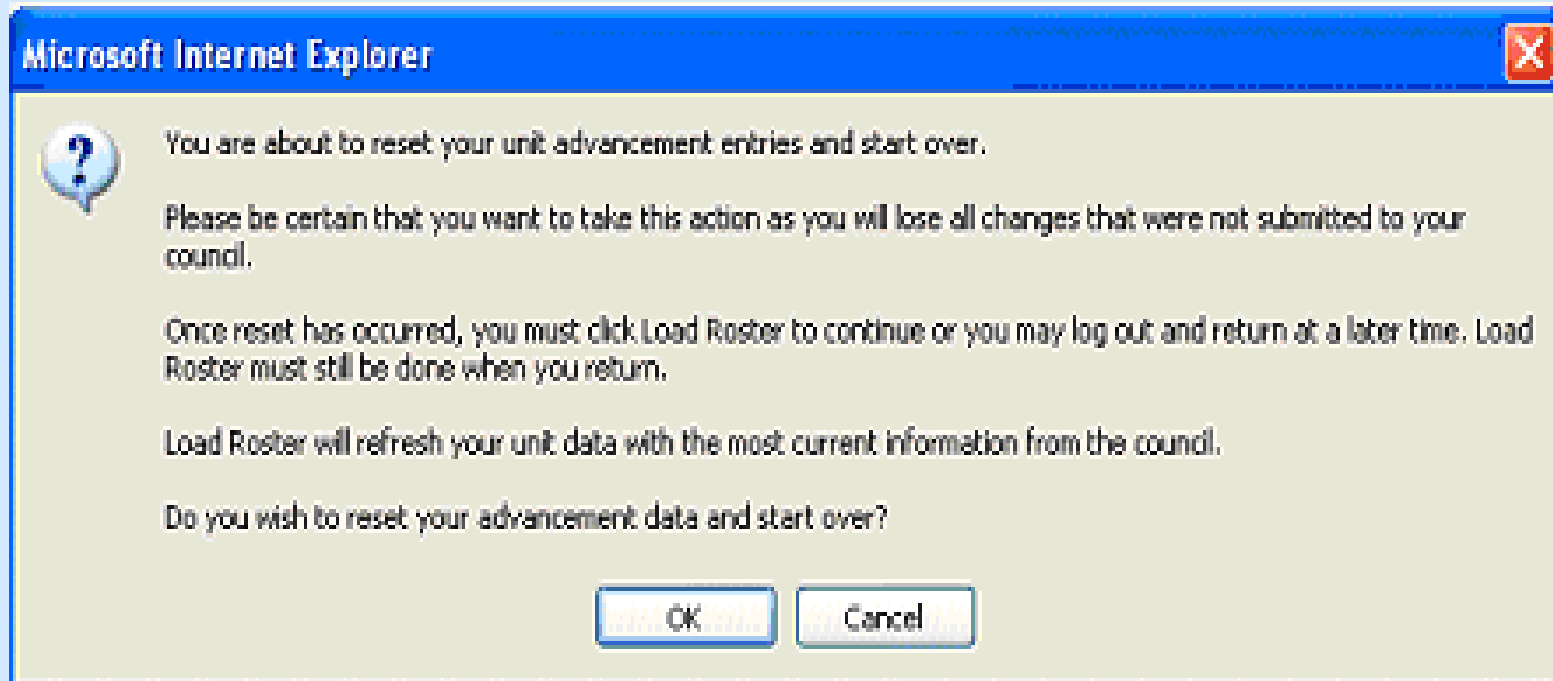 Microsoft Internet Explorer
You are about to reset your unit advancement entries and start over.
Please be certain that you want to take this action as you will lose all changes that were not submitted to your
council.
Once reset has occurred, you must click Load Roster to continue or you may log out and return at a later time. Load
Roster must still be done when you return.
Load Roster will refresh your unit data with the most current information from the council.
Do you wish to reset your advancement data and start over?
OK
Cancel